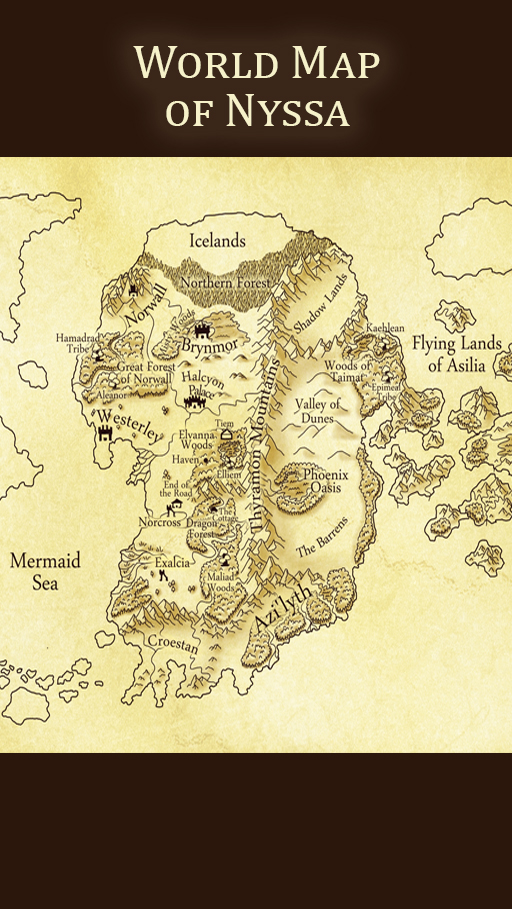 World Map
of Nyssa
Icelands
Northern Forest
Norwall
Shadow Lands
Woods
Kaehlean
Hamadrad
Tribe
Brynmor
Flying Lands
of Asilia
Great Forest
of Norwall
Halcyon
Palace
Woods of
Taimat
Epimeal
Tribe
Aleanor
Thyramon Mountains
Valley of
Dunes
Westerley
Tiem
Elvanna
Woods
Haven
Elliem
Phoenix
Oasis
End of
the Road
The
Cottage
Norcross
Dragon
Forest
The Barrens
Mermaid
Sea
Exalcia
Maliad
Woods
Azi'lyth
Croestan